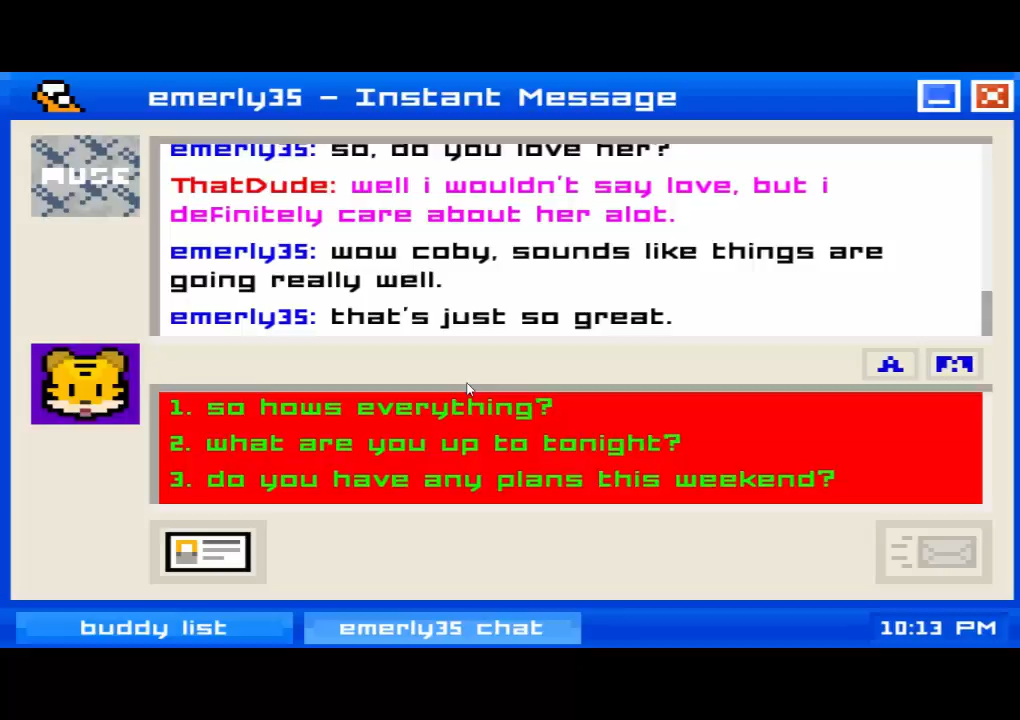 emerly35 - Instant Message
MUSE
emerly35: so, do you love her?
ThatDude: well i wouldn't say love, but i
definitely care about her alot.
emerly35: wow coby, sounds like things are
going really well.
emerly35: that's just so great.
A
1. so hows everything?
2. what are you up to tonight?
3. do you have any plans this weekend?
buddy list
emerly35 chat
10:13 PM